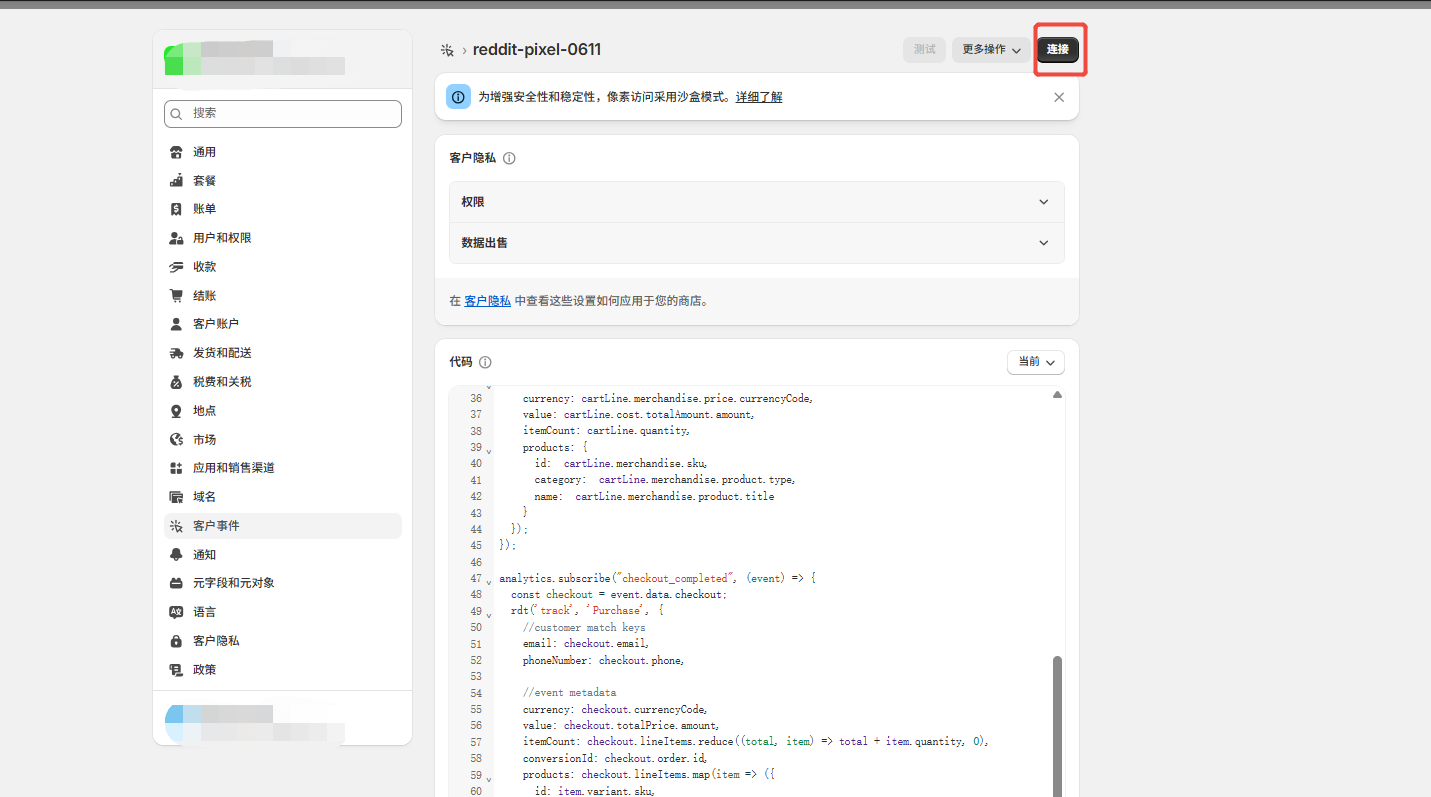 reddit-pixel-0611
测试
更多操作
连接
为增强安全性和稳定性，像素访问采用沙盒模式。详细了解
搜索
通用
套餐
账单
用户和权限
收款
结账
客户账户
发货和配送
税费和关税
地点
市场
应用和销售渠道
域名
客户事件
通知
元字段和元对象
语言
客户隐私
政策
客户隐私
权限
数据出售
在 客户隐私 中查看这些设置如何应用于您的商店。
代码
当前
36 currency: cartLine.merchandise.price.currencyCode,
37 value: cartLine.cost.totalAmount.amount,
38 itemCount: cartLine.quantity,
39 products: {
40 id:  cartLine.merchandise.sku,
41 category:  cartLine.merchandise.product.type,
42 name:  cartLine.merchandise.product.title
43 }
44 });
45 });
46
47 analytics.subscribe("checkout_completed", (event) => {
48 const checkout = event.data.checkout;
49 rdt('track', 'Purchase', {
50 //customer match keys
51 email: checkout.email,
52 phoneNumber: checkout.phone,
53
54 //event metadata
55 currency: checkout.currencyCode,
56 value: checkout.totalPrice.amount,
57 itemCount: checkout.lineItems.reduce((total, item) => total + item.quantity, 0),
58 conversionId: checkout.order.id,
59 products: checkout.lineItems.map(item => ({
60 id: item.variant.sku,